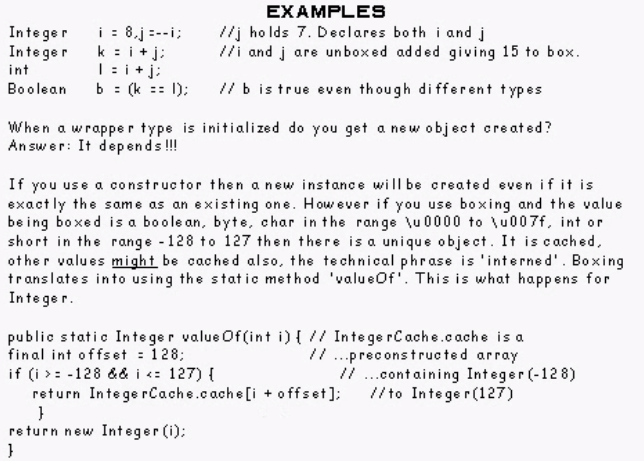 EXAMPLES
Integer i = 8,j=--i; //j holds 7. Declares both i and j
Integer k = i + j; //i and j are unboxed added giving 15 to box.
int l = i + j;
Boolean b = (k == l); // b is true even though different types
When a wrapper type is initialized do you get a new object created?
Answer: It depends!!!
If you use a constructor then a new instance will be created even if it is
exactly the same as an existing one. However if you use boxing and the value
being boxed is a boolean, byte, char in the range \u0000 to \u007f, int or
short in the range -128 to 127 then there is a unique object. It is cached,
other values might be cached also, the technical phrase is 'interned'. Boxing
translates into using the static method 'valueOf'. This is what happens for
Integer.
public static Integer valueOf(int i) { // IntegerCache.cache is a
final int offset = 128; // ...preconstructed array
if (i >= -128 && i <= 127) { // ...containing Integer(-128)
return IntegerCache.cache[i + offset]; //to Integer(127)
}
return new Integer(i);
}